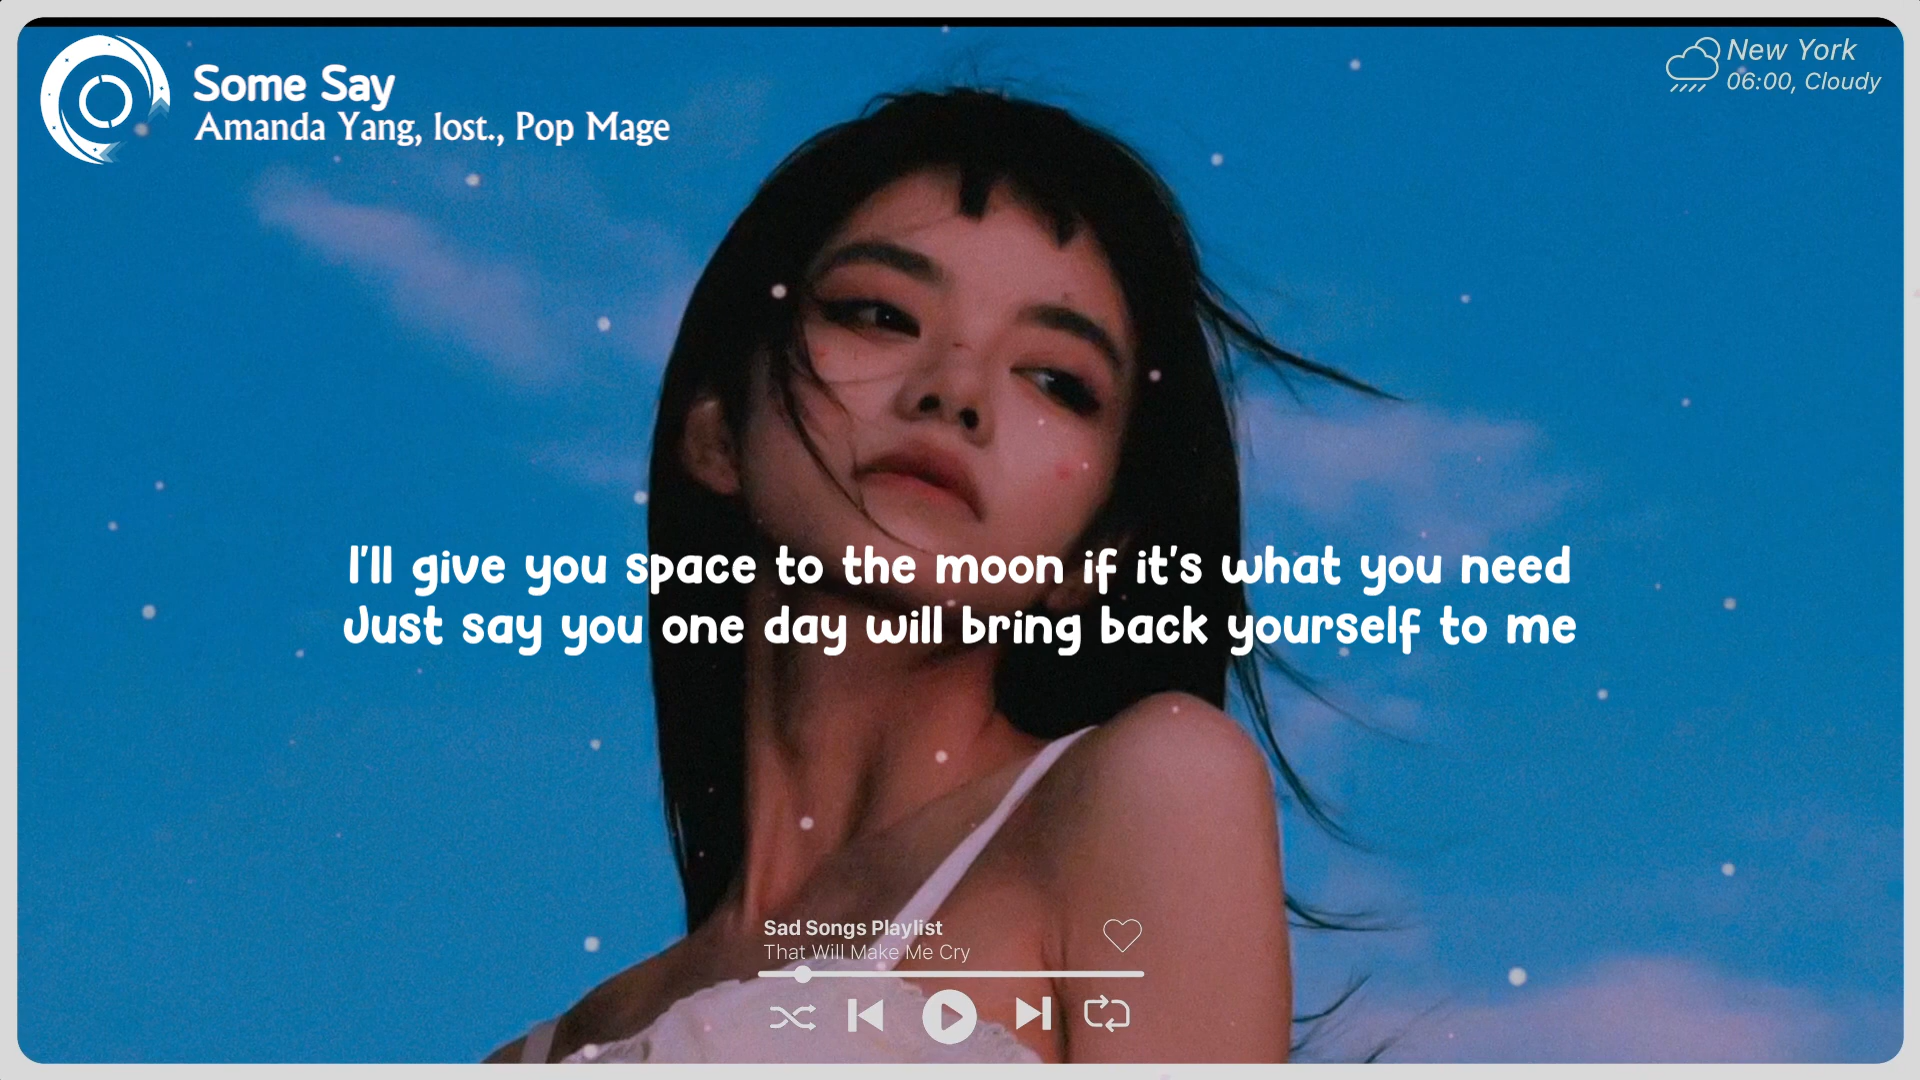 Some Say
Amanda Yang, lost., Pop Mage
New York
06:00, Cloudy
I'll give you space to the moon if it's what you need
Just say you one day will bring back yourself to me
Sad Songs Playlist
That Will Make Me Cry